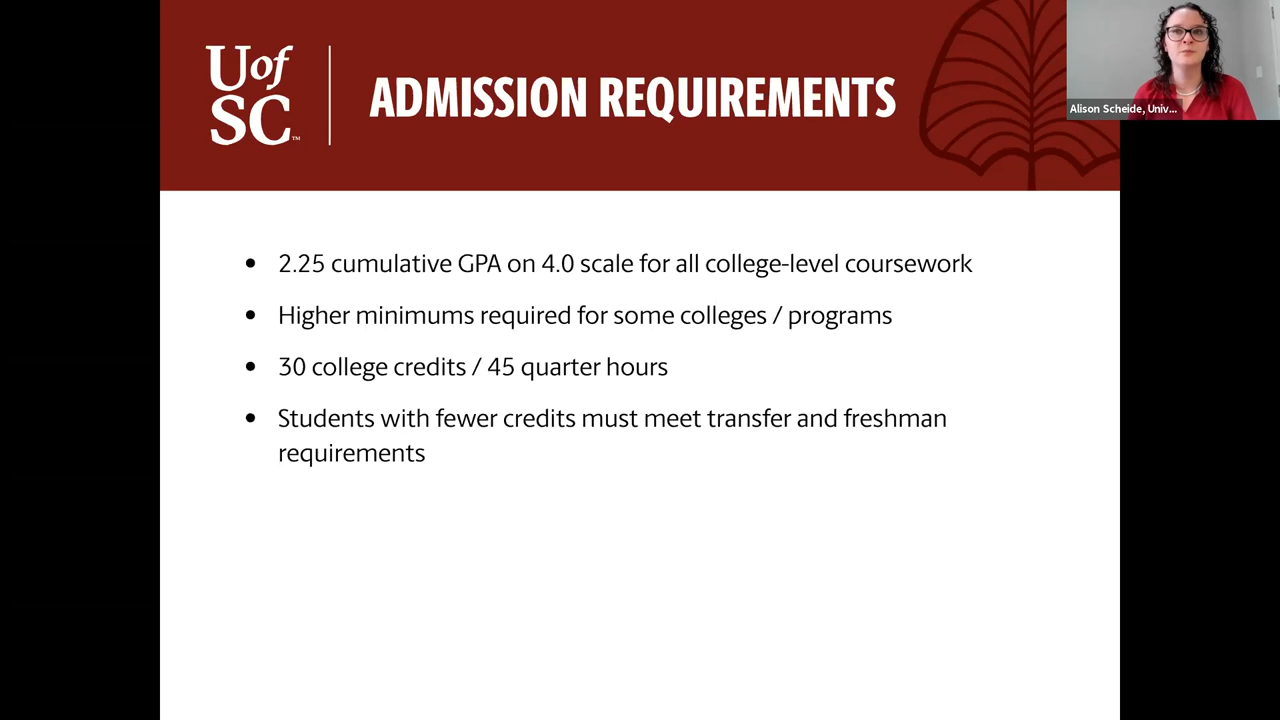 UofSC™
ADMISSION REQUIREMENTS
Alison Scheide, Univ...
• 2.25 cumulative GPA on 4.0 scale for all college-level coursework
• Higher minimums required for some colleges / programs
• 30 college credits / 45 quarter hours
• Students with fewer credits must meet transfer and freshman
requirements